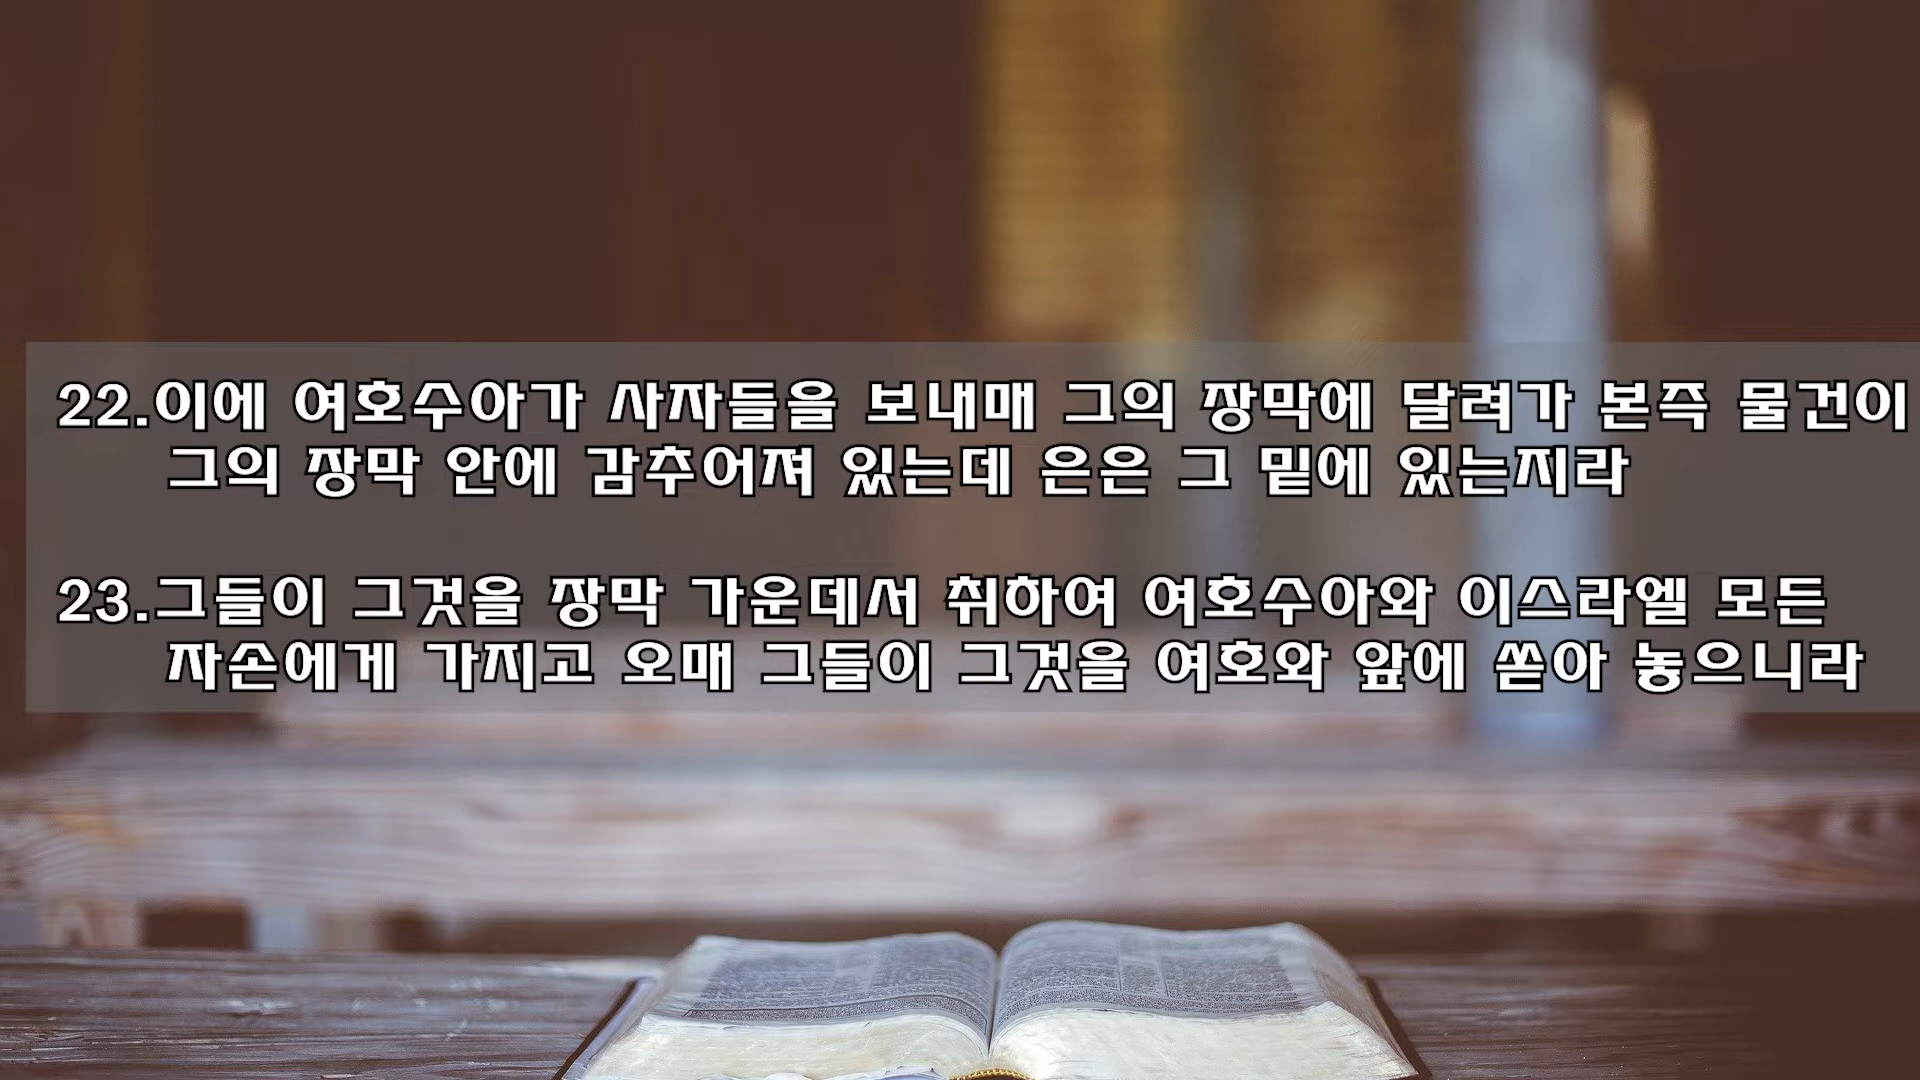 22.이에 여호수아가 사자들을 보내매 그의 장막에 달려가 본즉 물건이
그의 장막 안에 감추어져 있는데 은은 그 밑에 있는지라
23.그들이 그것을 장막 가운데서 취하여 여호수아와 이스라엘 모든
자손에게 가지고 오매 그들이 그것을 여호와 앞에 쏟아 놓으니라